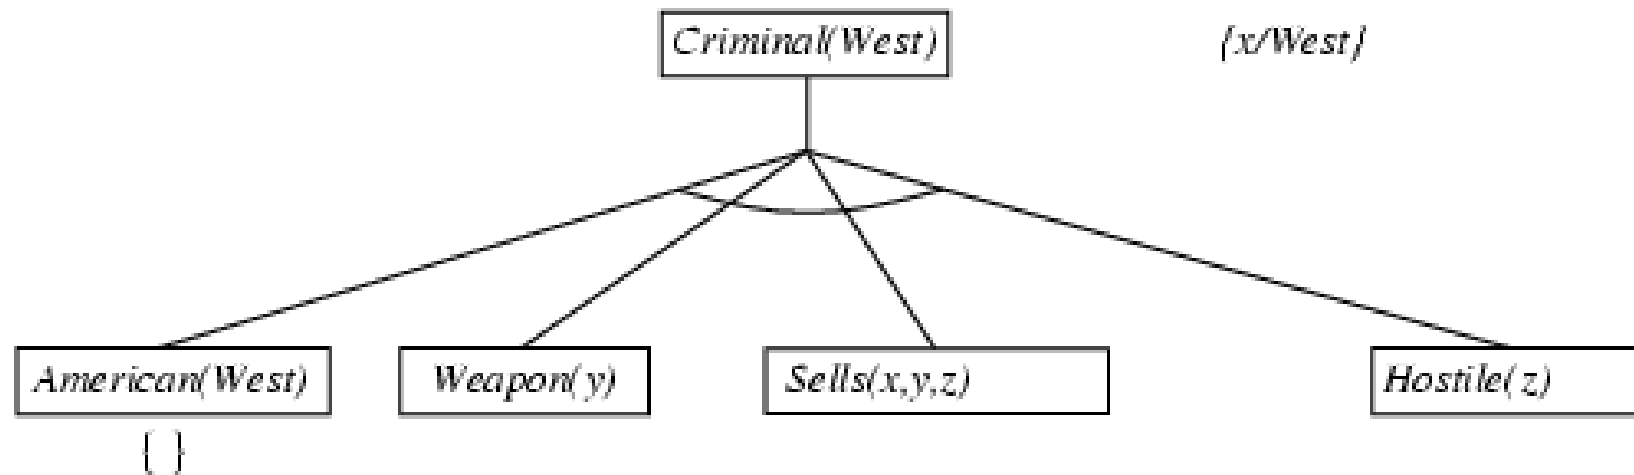 Criminal(West) {x/West}
American(West) Weapon(y) Sells(x,y,z) Hostile(z)
{ }